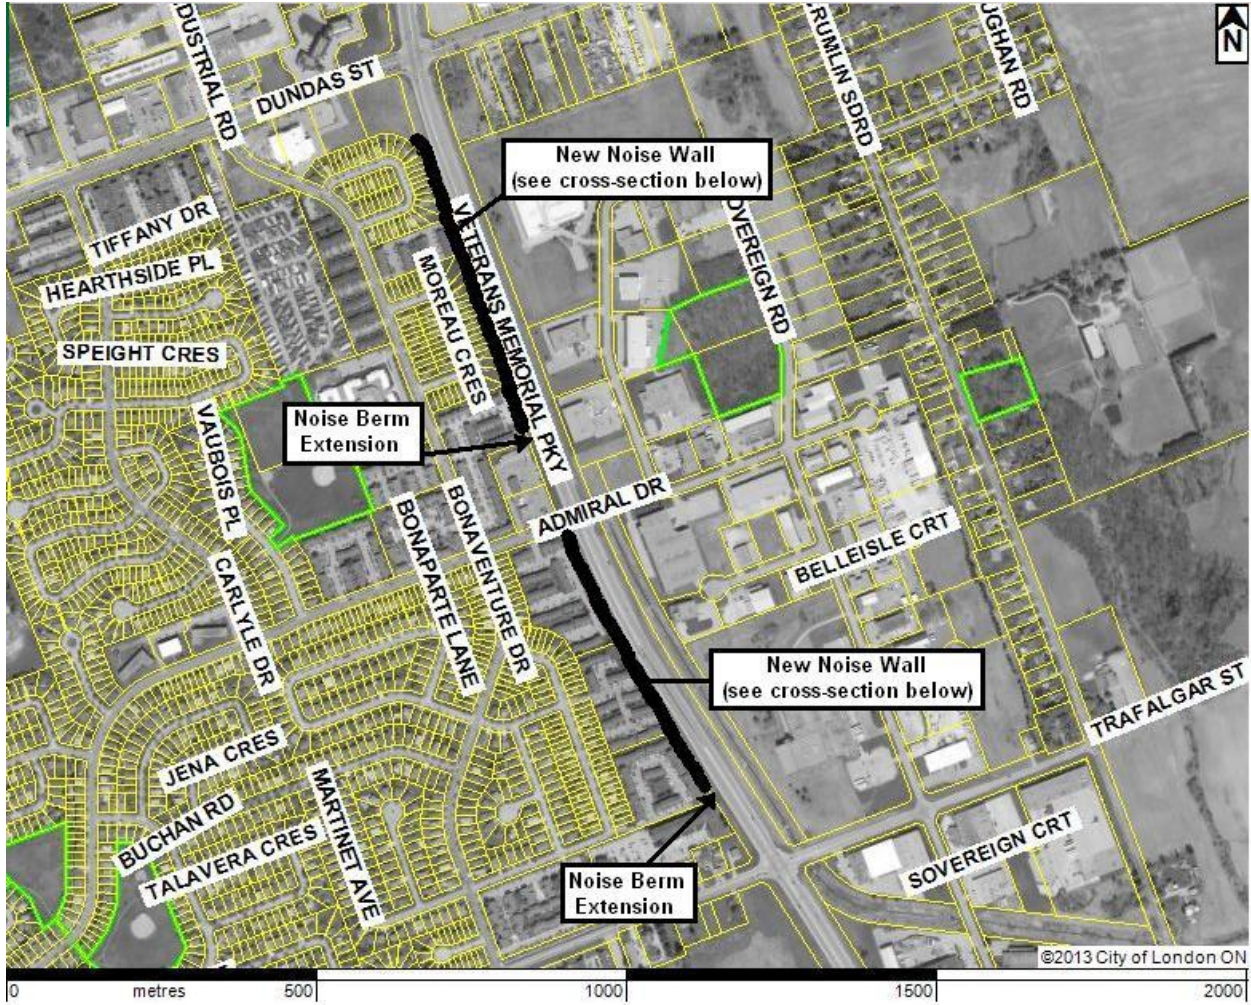 DUSTRIAL RD
DUNDAS ST
RUMLIN SDRD
UGHAN RD
N
New Noise Wall
(see cross-section below)
TIFFANY DR
HEARTHSIDE PL
SPEIGHT CRES
VETERANS MEMORIAL PKY
MOREAU CRES
OVEREIGN RD
Noise Berm
Extension
VAUBOIS PL
CARLYLE DR
BONAPARTE LANE
BONAVENTURE DR
ADMIRAL DR
BELLEISLE CRT
New Noise Wall
(see cross-section below)
TRAFALGAR ST
JENA CRES
BUCHAN RD
TALAVERA CRES
MARTINET AVE
Noise Berm
Extension
SOVEREIGN CRT
©2013 City of London ON
0 metres 500 1000 1500 2000